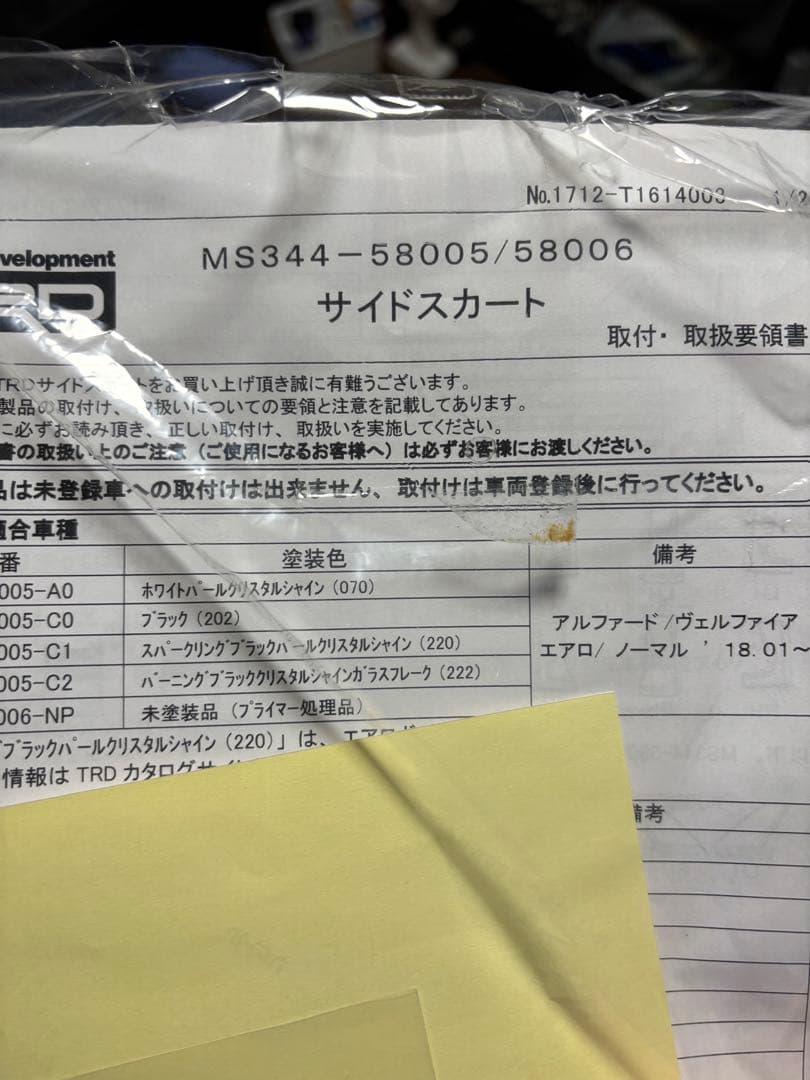 No.1712-T1614003 1/2
velopment
MS344-58005/58006
サイドスカート
取付・取扱要領書
TRDサイドスカートをお買い上げ頂き誠に有難うございます。
製品の取付け、取扱いについての要領と注意を記載してあります。
に必ずお読み頂き、正しい取付け、取扱いを実施してください。
書の取扱い上のご注意（ご使用になるお客様へ）は必ずお客様にお渡しください。
品は未登録車への取付けは出来ません、取付けは車両登録後に行ってください。
適合車種
番 塗装色 備考
005-A0 ホワイトパールクリスタルシャイン(070)
005-C0 ブラック(202)
アルファード/ヴェルファイア
005-C1 スパークリングブラックパールクリスタルシャイン(220)
エアロ/ノーマル ’18.01～
005-C2 バーニングブラッククリスタルシャインガラスフレーク(222)
006-NP 未塗装品(プライマー処理品)
ブラックパールクリスタルシャイン(220)」は、エアロ
情報は TRD カタログサイ
備考